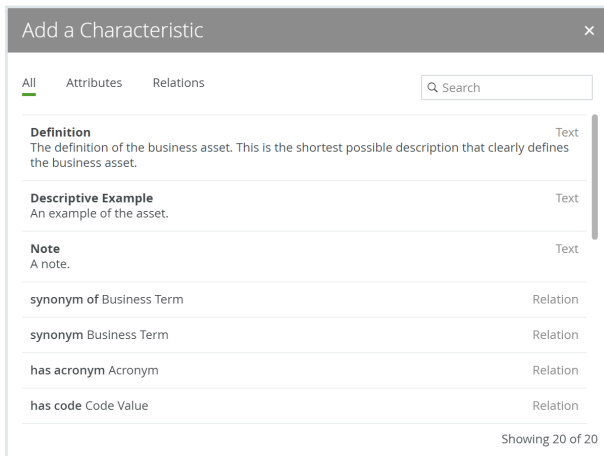 Add a Characteristic ×
All Attributes Relations Search
Definition Text
The definition of the business asset. This is the shortest possible description that clearly defines
the business asset.
Descriptive Example Text
An example of the asset.
Note Text
A note.
synonym of Business Term Relation
synonym Business Term Relation
has acronym Acronym Relation
has code Code Value Relation
Showing 20 of 20